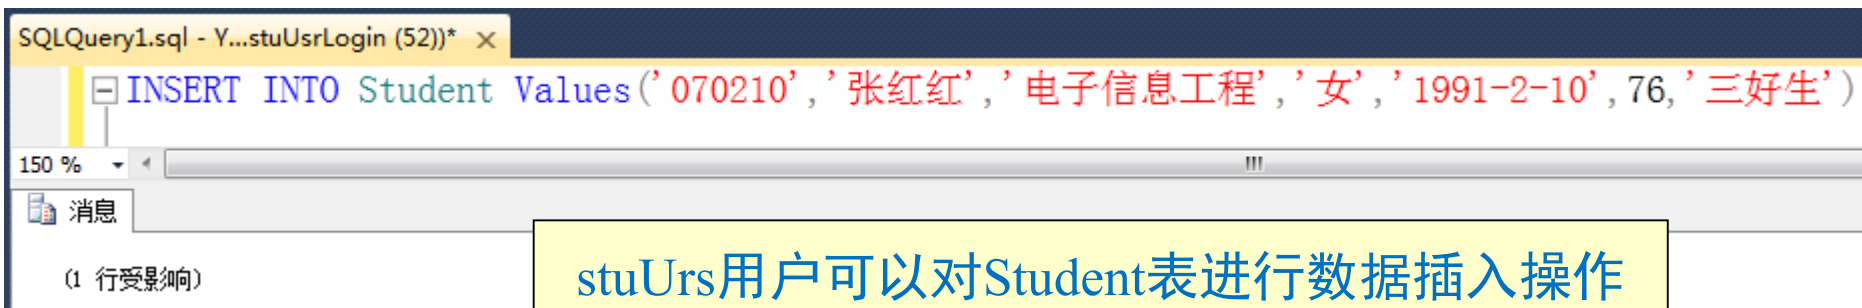 SQLQuery1.sql - Y...stuUsrLogin (52))*
INSERT INTO Student Values('070210','张红红','电子信息工程','女','1991-2-10',76,'三好生')
150 %
消息
(1 行受影响)
stuUrs用户可以对Student表进行数据插入操作